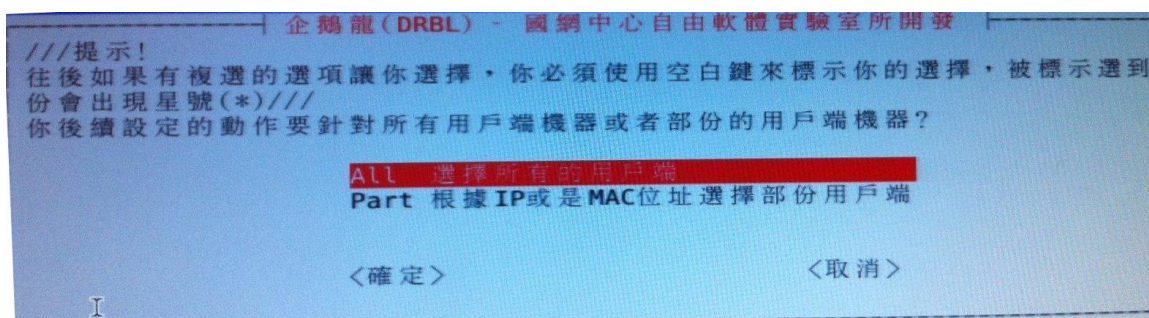 企鵝龍(DRBL) - 國網中心自由軟體實驗室所開發
///提示!
往後如果有複選的選項讓你選擇，你必須使用空白鍵來標示你的選擇，被標示選到
份會出現星號(*)///
你後續設定的動作要針對所有用戶端機器或者部份的用戶端機器?
All 選擇所有的用戶端
Part 根據IP或是MAC位址選擇部份用戶端
<確定> <取消>